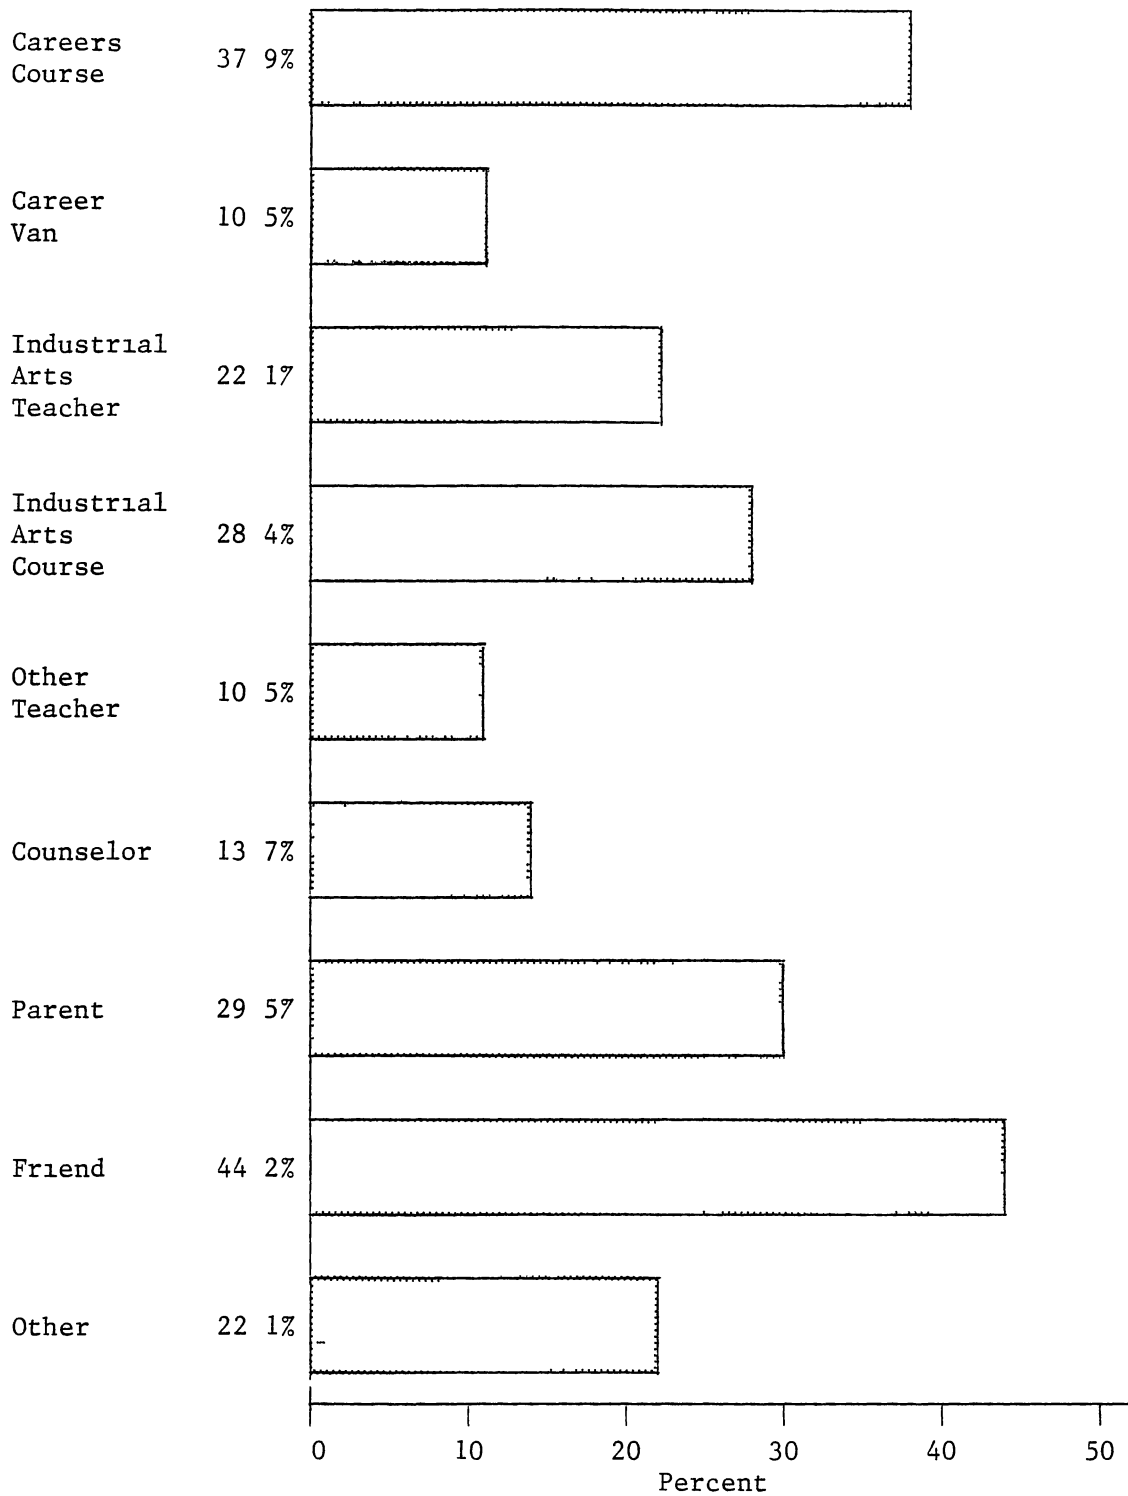 Careers
Course 37 9%
Career
Van 10 5%
Industrial
Arts 22 1%
Teacher
Industrial
Arts 28 4%
Course
Other
Teacher 10 5%
Counselor 13 7%
Parent 29 5%
Friend 44 2%
Other 22 1%
0 10 20 30 40 50
Percent